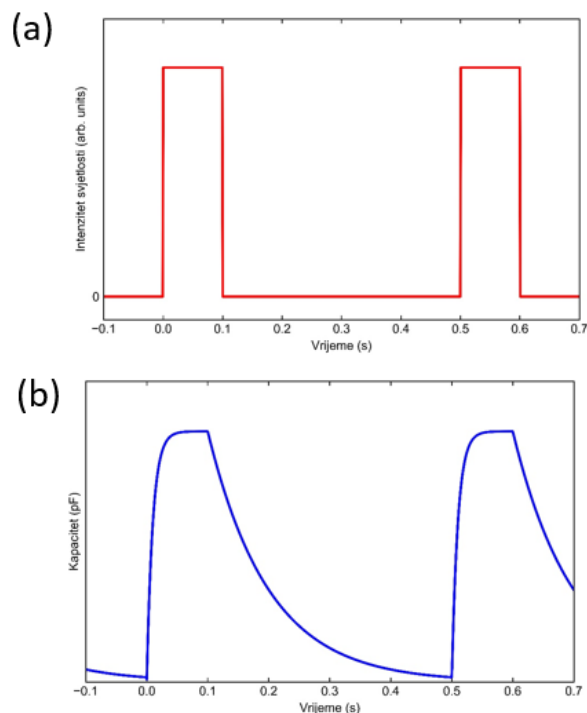 (a)
Intenzitet svjetlosti (arb. units)
0
−0.1 0.0 0.1 0.2 0.3 0.4 0.5 0.6 0.7
Vrijeme (s)
(b)
Kapacitet (pF)
−0.1 0.0 0.1 0.2 0.3 0.4 0.5 0.6 0.7
Vrijeme (s)